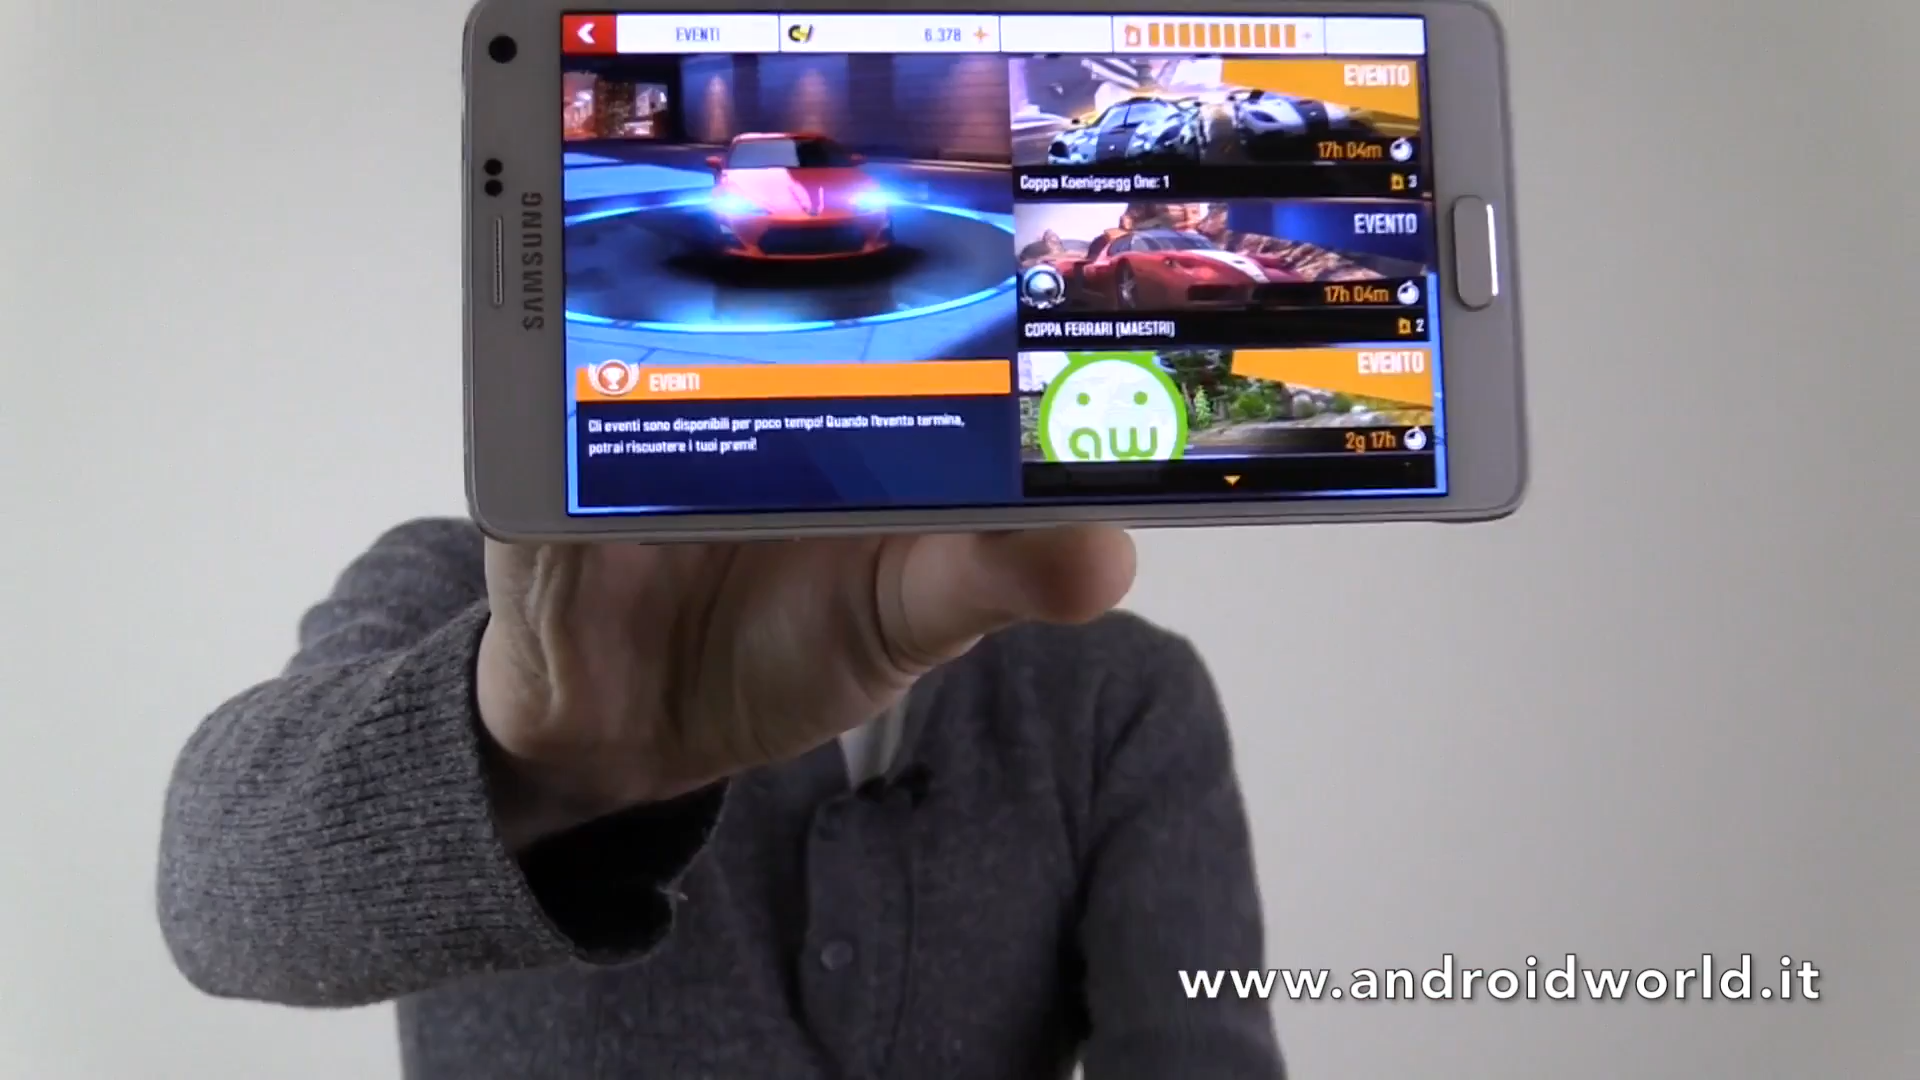 EVENTI
6.378
EVENTO
17h 04m
Coppa Koenigsegg One: 1
3
EVENTO
17h 04m
COPPA FERRARI (MAESTRI)
2
EVENTO
2g 17h
aw
EVENTI
Gli eventi sono disponibili per poco tempo! Quando l'evento termina,
potrai riscuotere i tuoi premi!
SAMSUNG
www.androidworld.it